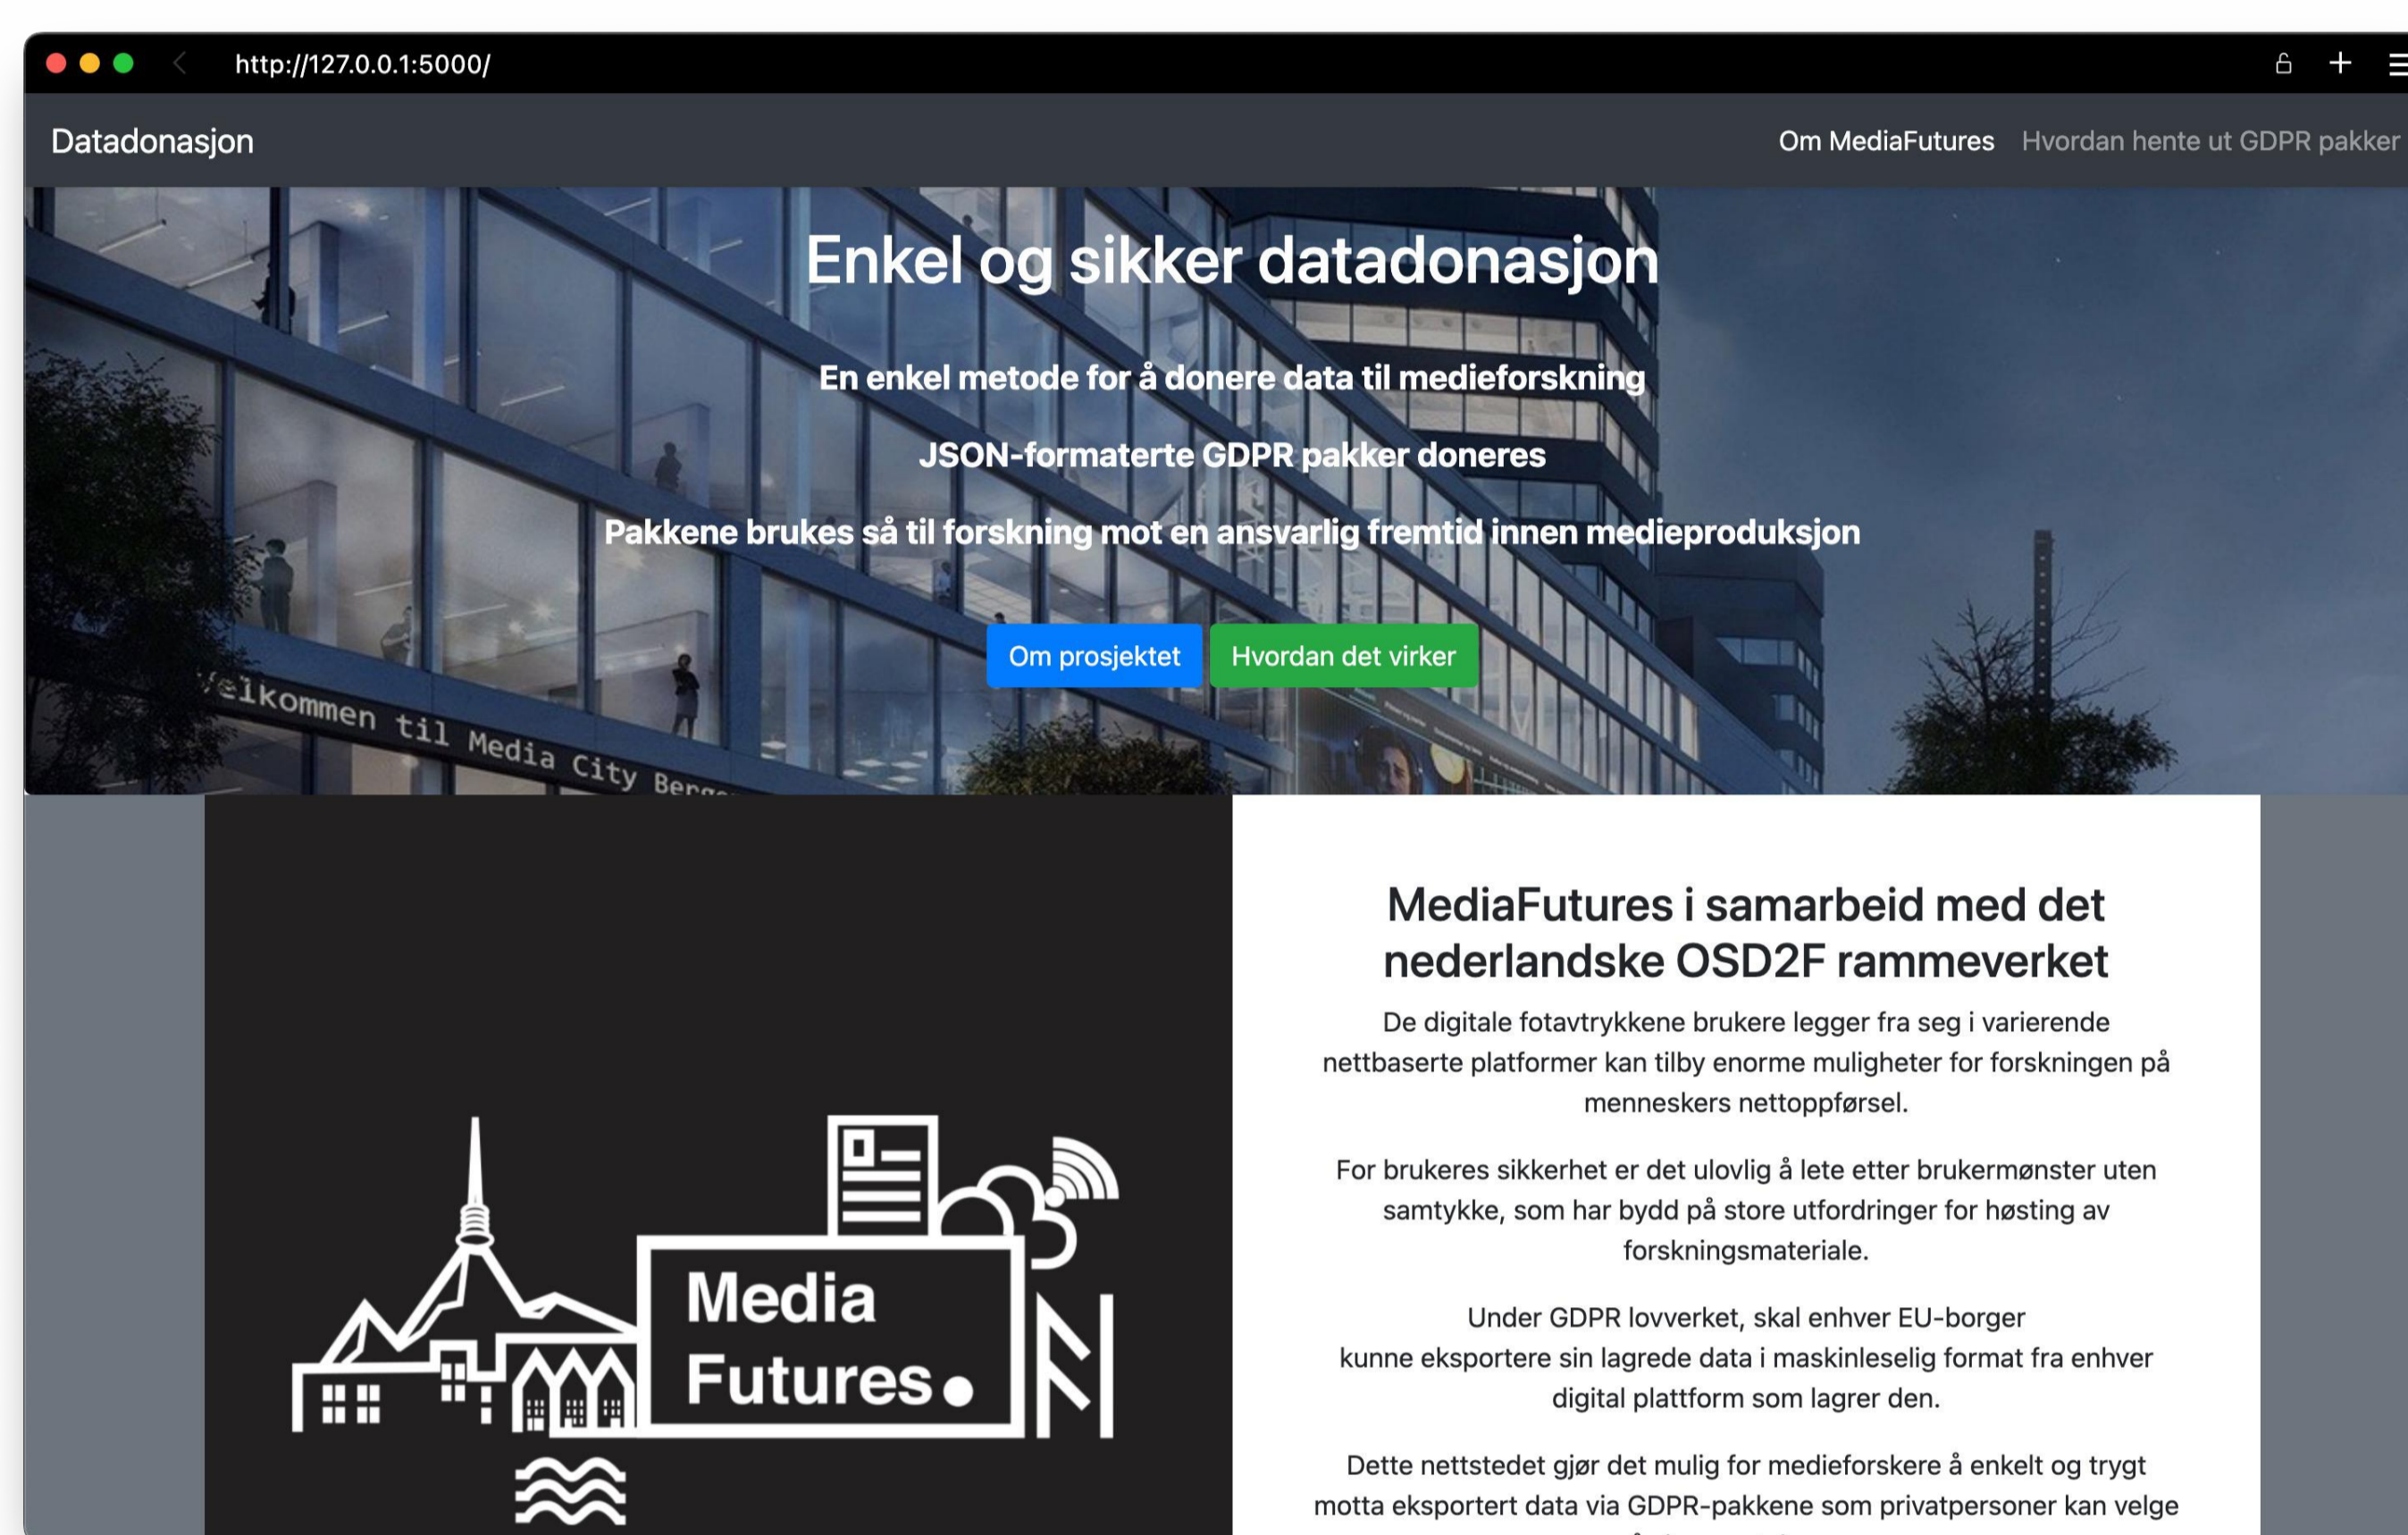 http://127.0.0.1:5000/
Datadonasjon
Om MediaFutures Hvordan hente ut GDPR pakker
Enkel og sikker datadonasjon
En enkel metode for å donere data til medieforskning
JSON-formaterte GDPR pakker doneres
Pakkene brukes så til forskning mot en ansvarlig fremtid innen medieproduksjon
Om prosjektet Hvordan det virker
Velkommen til Media City
MediaFutures i samarbeid med det
nederlandske OSD2F rammeverket
De digitale fotavtrykkene brukere legger fra seg i varierende
nettbaserte platformer kan tilby enorme muligheter for forskningen på
menneskers nettoppførsel.
For brukeres sikkerhet er det ulovlig å lete etter brukermønster uten
samtykke, som har bydd på store utfordringer for høsting av
forskningsmateriale.
Under GDPR lovverket, skal enhver EU-borger
kunne eksportere sin lagrede data i maskinleselig format fra enhver
digital plattform som lagrer den.
Dette nettstedet gjør det mulig for medieforskere å enkelt og trygt
motta eksportert data via GDPR-pakkene som privatpersoner kan velge
Media
Futures.